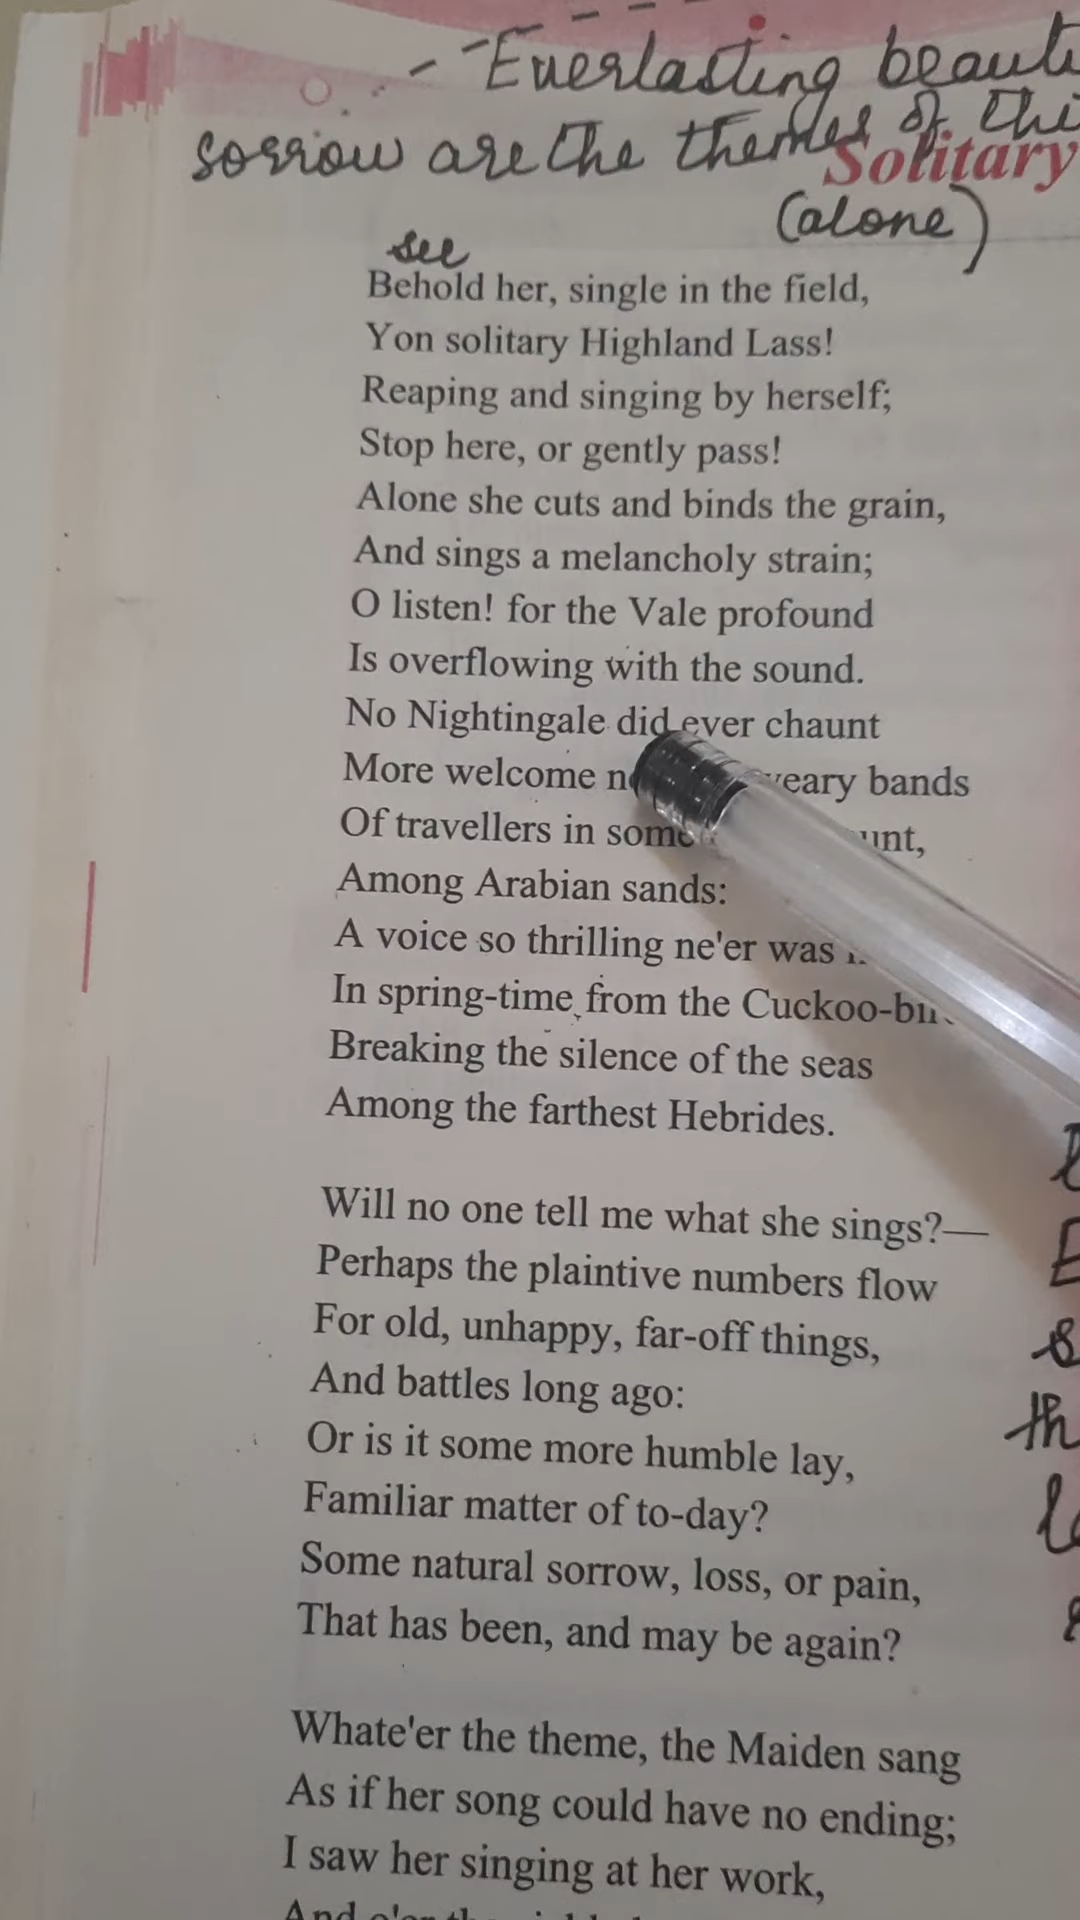 - Everlasting beaut
sorrow are the themes of thi
Solitary
(alone)
see
Behold her, single in the field,
Yon solitary Highland Lass!
Reaping and singing by herself;
Stop here, or gently pass!
Alone she cuts and binds the grain,
And sings a melancholy strain;
O listen! for the Vale profound
Is overflowing with the sound.
No Nightingale did ever chaunt
More welcome weary bands
Of travellers in some
Among Arabian sands:
A voice so thrilling ne'er was
In spring-time from the Cuckoo-bir
Breaking the silence of the seas
Among the farthest Hebrides.
Will no one tell me what she sings?—
Perhaps the plaintive numbers flow
For old, unhappy, far-off things,
And battles long ago:
Or is it some more humble lay,
Familiar matter of to-day?
Some natural sorrow, loss, or pain,
That has been, and may be again?
Whate'er the theme, the Maiden sang
As if her song could have no ending;
I saw her singing at her work,
And o'er the